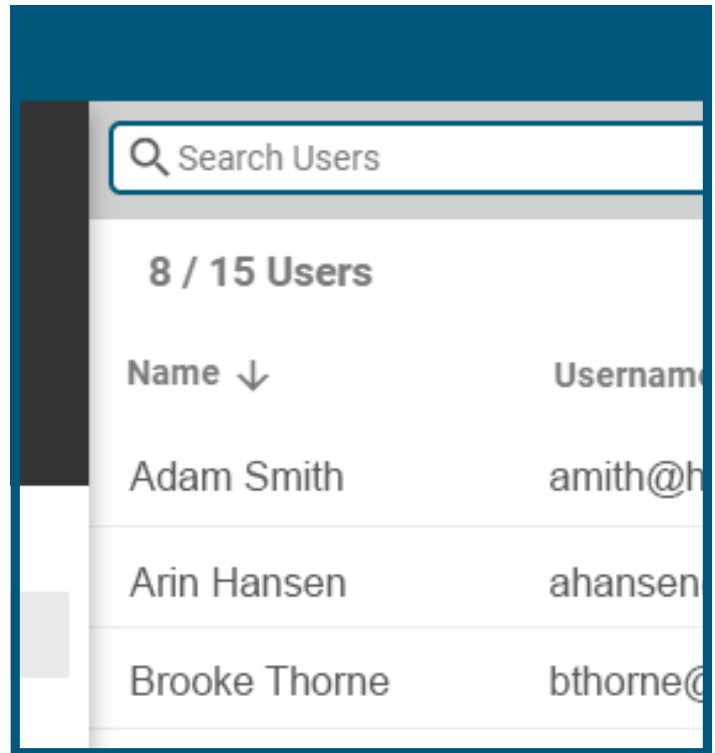 Search Users
8 / 15 Users
Name ↓ Usernam
Adam Smith amith@h
Arin Hansen ahansen
Brooke Thorne bthorne@